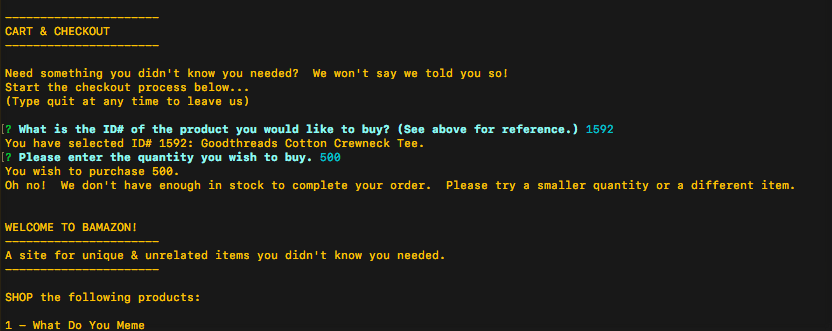 ----------------------
CART & CHECKOUT
----------------------
Need something you didn't know you needed?  We won't say we told you so!
Start the checkout process below...
(Type quit at any time to leave us)
[? What is the ID# of the product you would like to buy? (See above for reference.) 1592
You have selected ID# 1592: Goodthreads Cotton Crewneck Tee.
[? Please enter the quantity you wish to buy. 500
You wish to purchase 500.
Oh no!  We don't have enough in stock to complete your order.  Please try a smaller quantity or a different item.
WELCOME TO BAMAZON!
----------------------
A site for unique & unrelated items you didn't know you needed.
----------------------
SHOP the following products:
1 - What Do You Meme